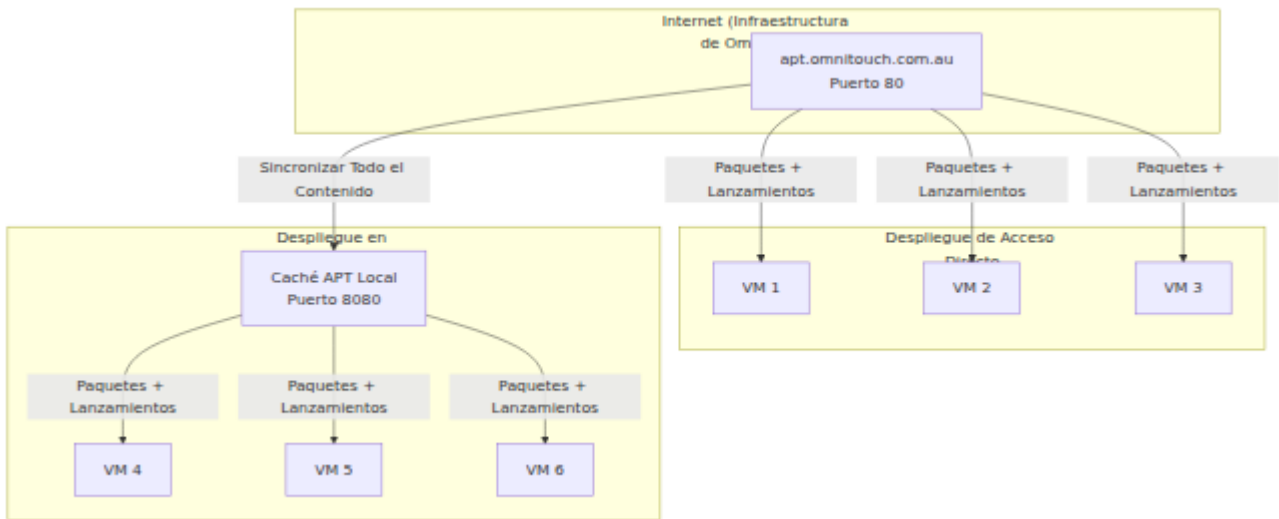 Internet (Infraestructura
de
apt.omnitouch.com.au
Puerto 80
Sincronizar Todo el
Contenido
Paquetes +
Lanzamientos
Paquetes +
Lanzamientos
Paquetes +
Lanzamientos
Despliegue en
Caché APT Local
Puerto 8080
Despliegue de Acceso
Directo
VM 1
VM 2
VM 3
Paquetes +
Lanzamientos
Paquetes +
Lanzamientos
Paquetes +
Lanzamientos
VM 4
VM 5
VM 6